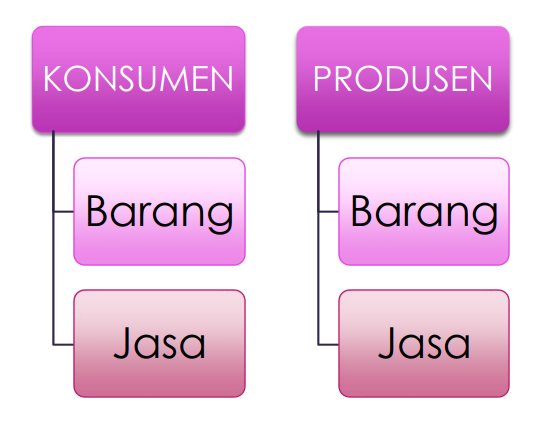 KONSUMEN
Barang
Jasa
PRODUSEN
Barang
Jasa